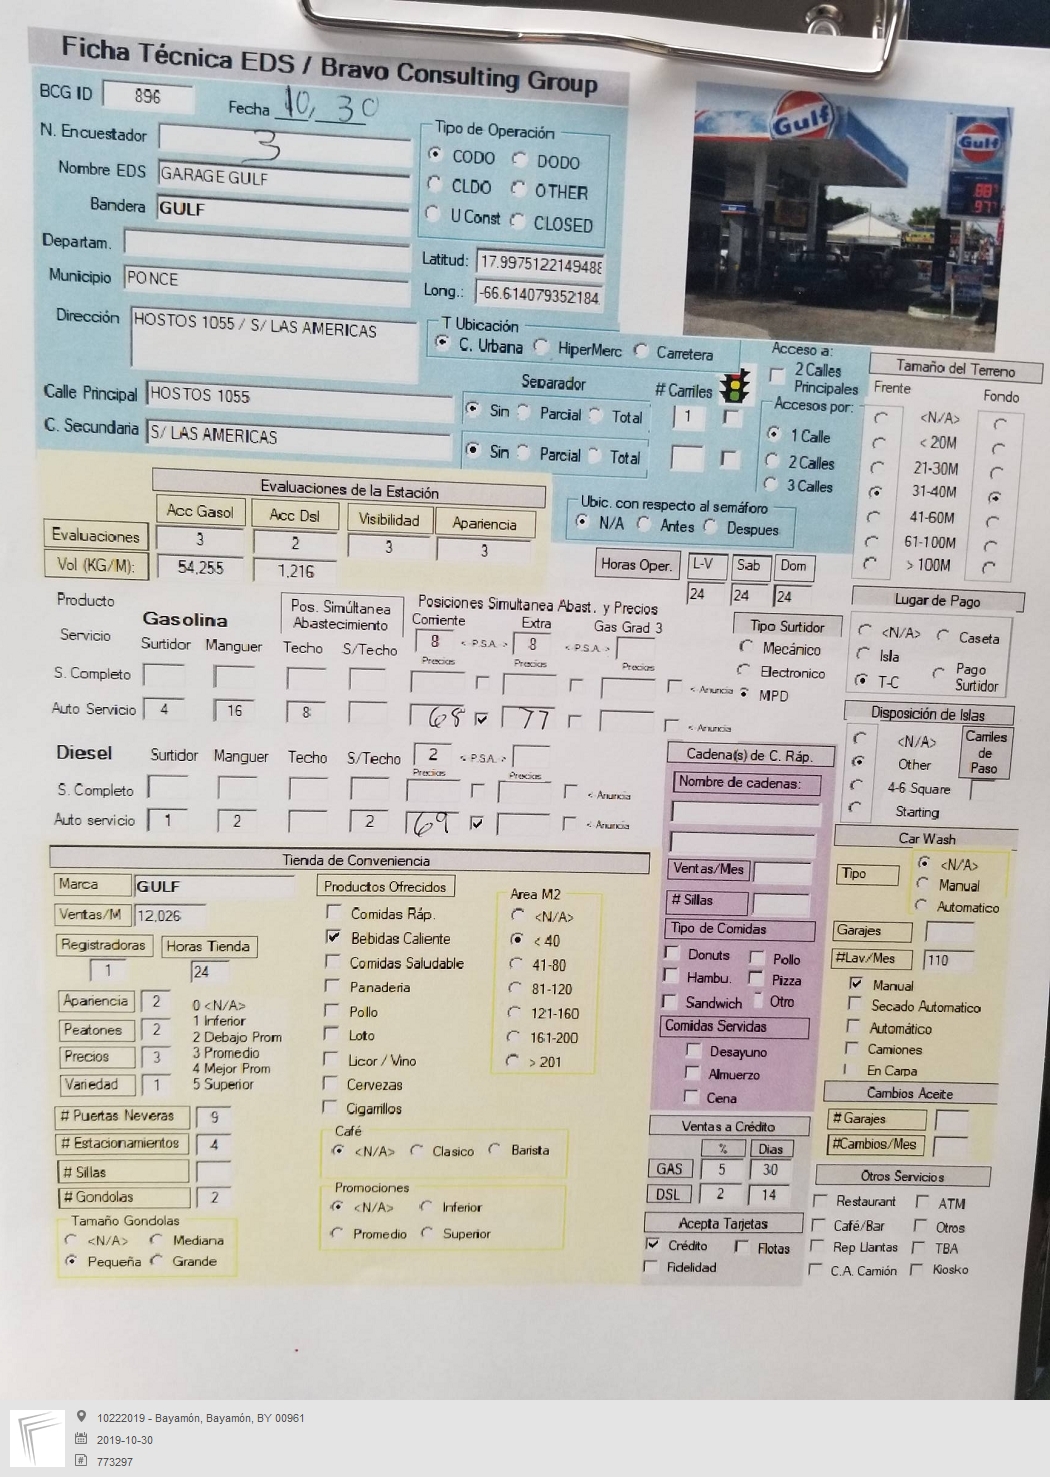 Ficha Técnica EDS / Bravo Consulting Group
BCG ID 896 Fecha 10, 30
N. Encuestador 3
Nombre EDS GARAGE GULF
Bandera GULF
Departam.
Municipio PONCE
Dirección HOSTOS 1055 / S/ LAS AMERICAS
Calle Principal HOSTOS 1055
C. Secundaria S/ LAS AMERICAS
Tipo de Operación
CODO DODO
CLDO OTHER
U Const CLOSED
Latitud: 17.9975122149488
Long.: -66.614079352184
T Ubicación
C. Urbana HiperMerc Carretera
Separador # Carriles
Sin Parcial Total 1
Sin Parcial Total
Gulf
Gulf
Acceso a:
2 Calles
Principales
Accesos por:
1 Calle
2 Calles
3 Calles
Ubic. con respecto al semáforo
N/A Antes Despues
Tamaño del Terreno
Frente Fondo
<N/A>
< 20M
21-30M
31-40M
41-60M
61-100M
> 100M
Evaluaciones de la Estación
Acc Gasol Acc Dsl Visibilidad Apariencia
Evaluaciones 3 2 3 3
Vol (KG/M): 54,255 1,216
Horas Oper. L-V Sab Dom
24 24 24
Producto Gasolina
Pos. Simúltanea
Abastecimiento
Posiciones Simultanea Abast. y Precios
Corriente Extra Gas Grad 3
Servicio Surtidor Manguer Techo S/Techo 8 < P.S.A. > 8 < P.S.A. >
Precios Precios Precios
S. Completo < Anuncia
Auto Servicio 4 16 8 68 77 < Anuncia
Tipo Surtidor
Mecánico
Electronico
MPD
Lugar de Pago
<N/A> Caseta
Isla
T-C Pago
Surtidor
Diesel Surtidor Manguer Techo S/Techo 2 < P.S.A. >
Precios Precios
S. Completo < Anuncia
Auto servicio 1 2 2 69 < Anuncia
Disposición de Islas
<N/A>
Other
4-6 Square
Starting
Carriles
de
Paso
Cadena(s) de C. Ráp.
Nombre de cadenas:
Ventas/Mes
# Sillas
Tipo de Comidas
Donuts Pollo
Hambu. Pizza
Sandwich Otro
Comidas Servidas
Desayuno
Almuerzo
Cena
Car Wash
Tipo <N/A>
Manual
Automatico
Garajes
#Lav/Mes 110
Manual
Secado Automatico
Automático
Camiones
En Carpa
Cambios Aceite
# Garajes
#Cambios/Mes
Tienda de Conveniencia
Marca GULF
Ventas/M 12,026
Registradoras Horas Tienda
1 24
Apariencia 2
Peatones 2
Precios 3
Variedad 1
0 <N/A>
1 Inferior
2 Debajo Prom
3 Promedio
4 Mejor Prom
5 Superior
# Puertas Neveras 9
# Estacionamientos 4
# Sillas
# Gondolas 2
Tamaño Gondolas
<N/A> Mediana
Pequeña Grande
Productos Ofrecidos
Comidas Ráp.
Bebidas Caliente
Comidas Saludable
Panaderia
Pollo
Loto
Licor / Vino
Cervezas
Cigarrillos
Area M2
<N/A>
< 40
41-80
81-120
121-160
161-200
> 201
Café
<N/A> Clasico Barista
Promociones
<N/A> Inferior
Promedio Superior
Ventas a Crédito
% Dias
GAS 5 30
DSL 2 14
Acepta Tarjetas
Crédito Flotas
Fidelidad
Otros Servicios
Restaurant ATM
Café/Bar Otros
Rep Llantas TBA
C.A. Camión Kiosko
10222019 - Bayamón, Bayamón, BY 00961
2019-10-30
773297